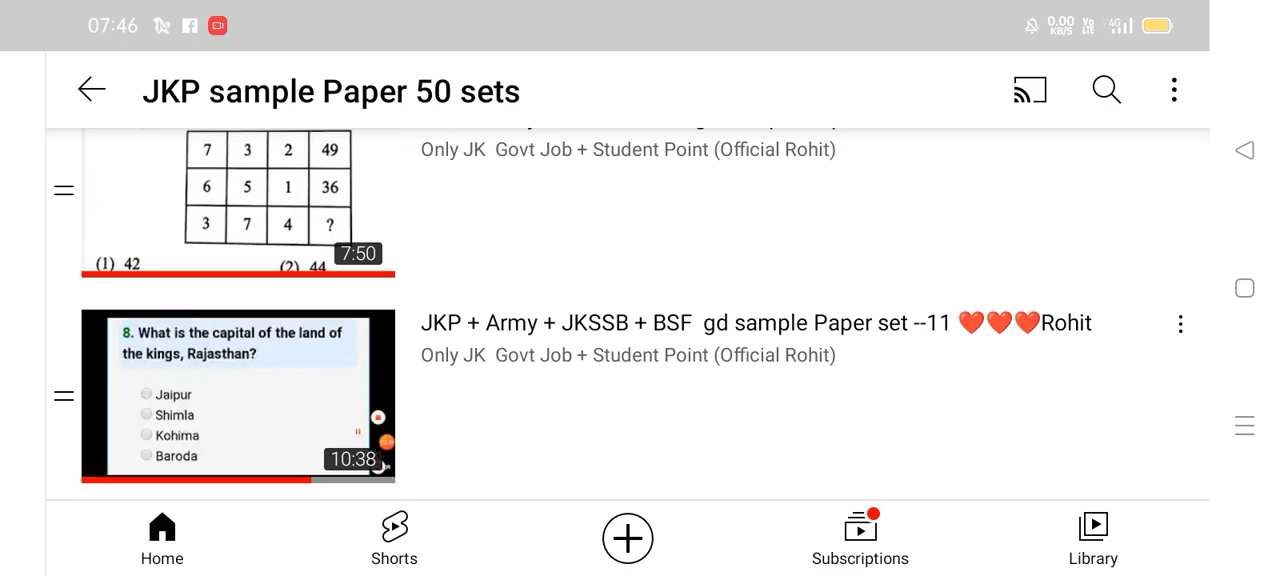 07:46
0.00 KB/S
Vo LTE
4G
JKP sample Paper 50 sets
7 3 2 49
6 5 1 36
3 7 4 ?
(1) 42 (2) 44
7:50
Only JK Govt Job + Student Point (Official Rohit)
8. What is the capital of the land of
the kings, Rajasthan?
Jaipur
Shimla
Kohima
Baroda
10:38
JKP + Army + JKSSB + BSF gd sample Paper set --11 ❤️❤️❤️Rohit
Only JK Govt Job + Student Point (Official Rohit)
Home
Shorts
Subscriptions
Library